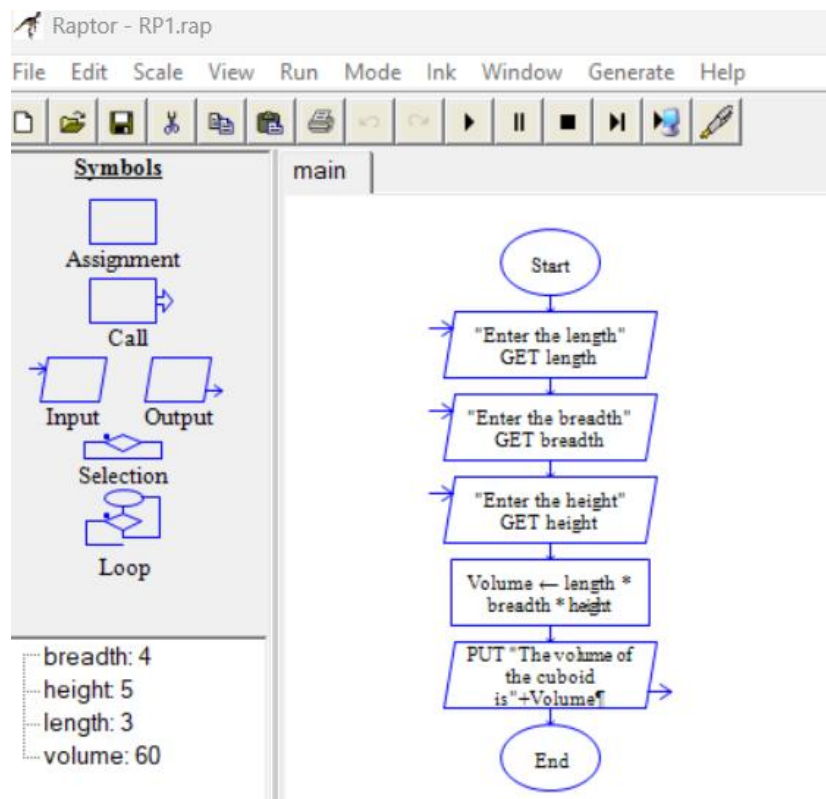 Raptor - RP1.rap
File Edit Scale View Run Mode Ink Window Generate Help
Symbols
Assignment
Call
Input Output
Selection
Loop
breadth: 4
height: 5
length: 3
volume: 60
main
Start
"Enter the length"
GET length
"Enter the breadth"
GET breadth
"Enter the height"
GET height
Volume ← length *
breadth * height
PUT "The volume of
the cuboid
is"+Volume¶
End